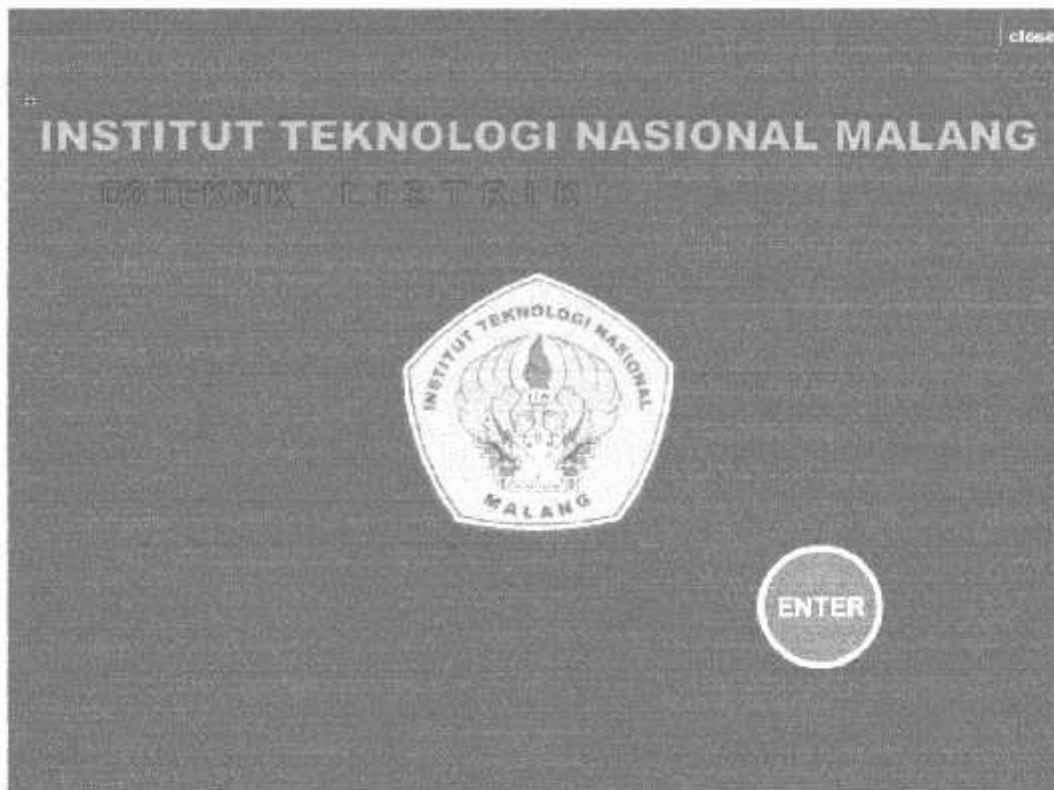 close
INSTITUT TEKNOLOGI NASIONAL MALANG
TEKNIK LISTRIK
INSTITUT TEKNOLOGI NASIONAL
MALANG
ENTER